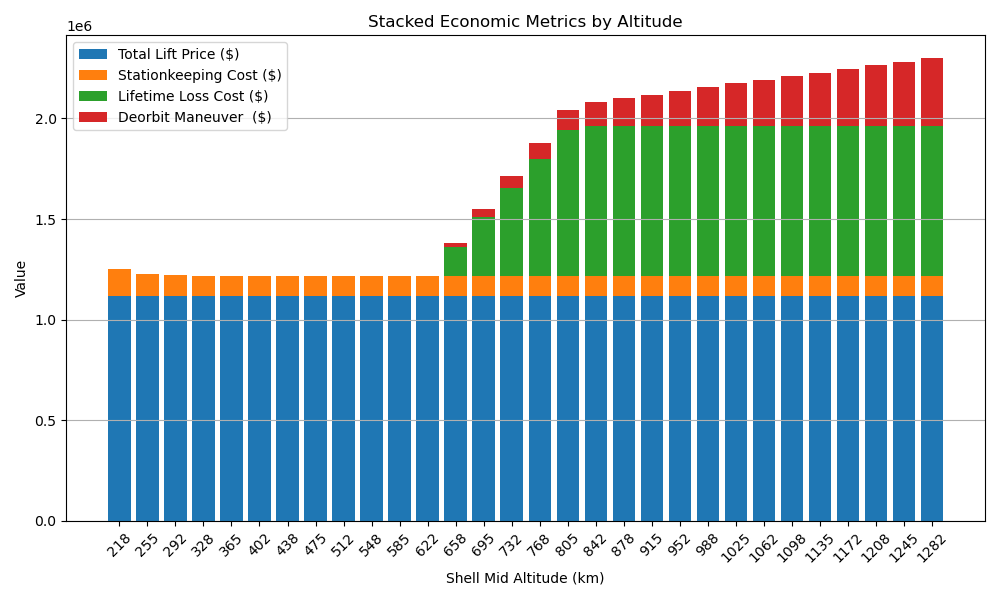 Stacked Economic Metrics by Altitude
1e6
Total Lift Price ($)
Stationkeeping Cost ($)
Lifetime Loss Cost ($)
Deorbit Maneuver  ($)
Value
2.0
1.5
1.0
0.5
0.0
218 255 292 328 365 402 438 475 512 548 585 622 658 695 732 768 805 842 878 915 952 988 1025 1062 1098 1135 1172 1208 1245 1282
Shell Mid Altitude (km)